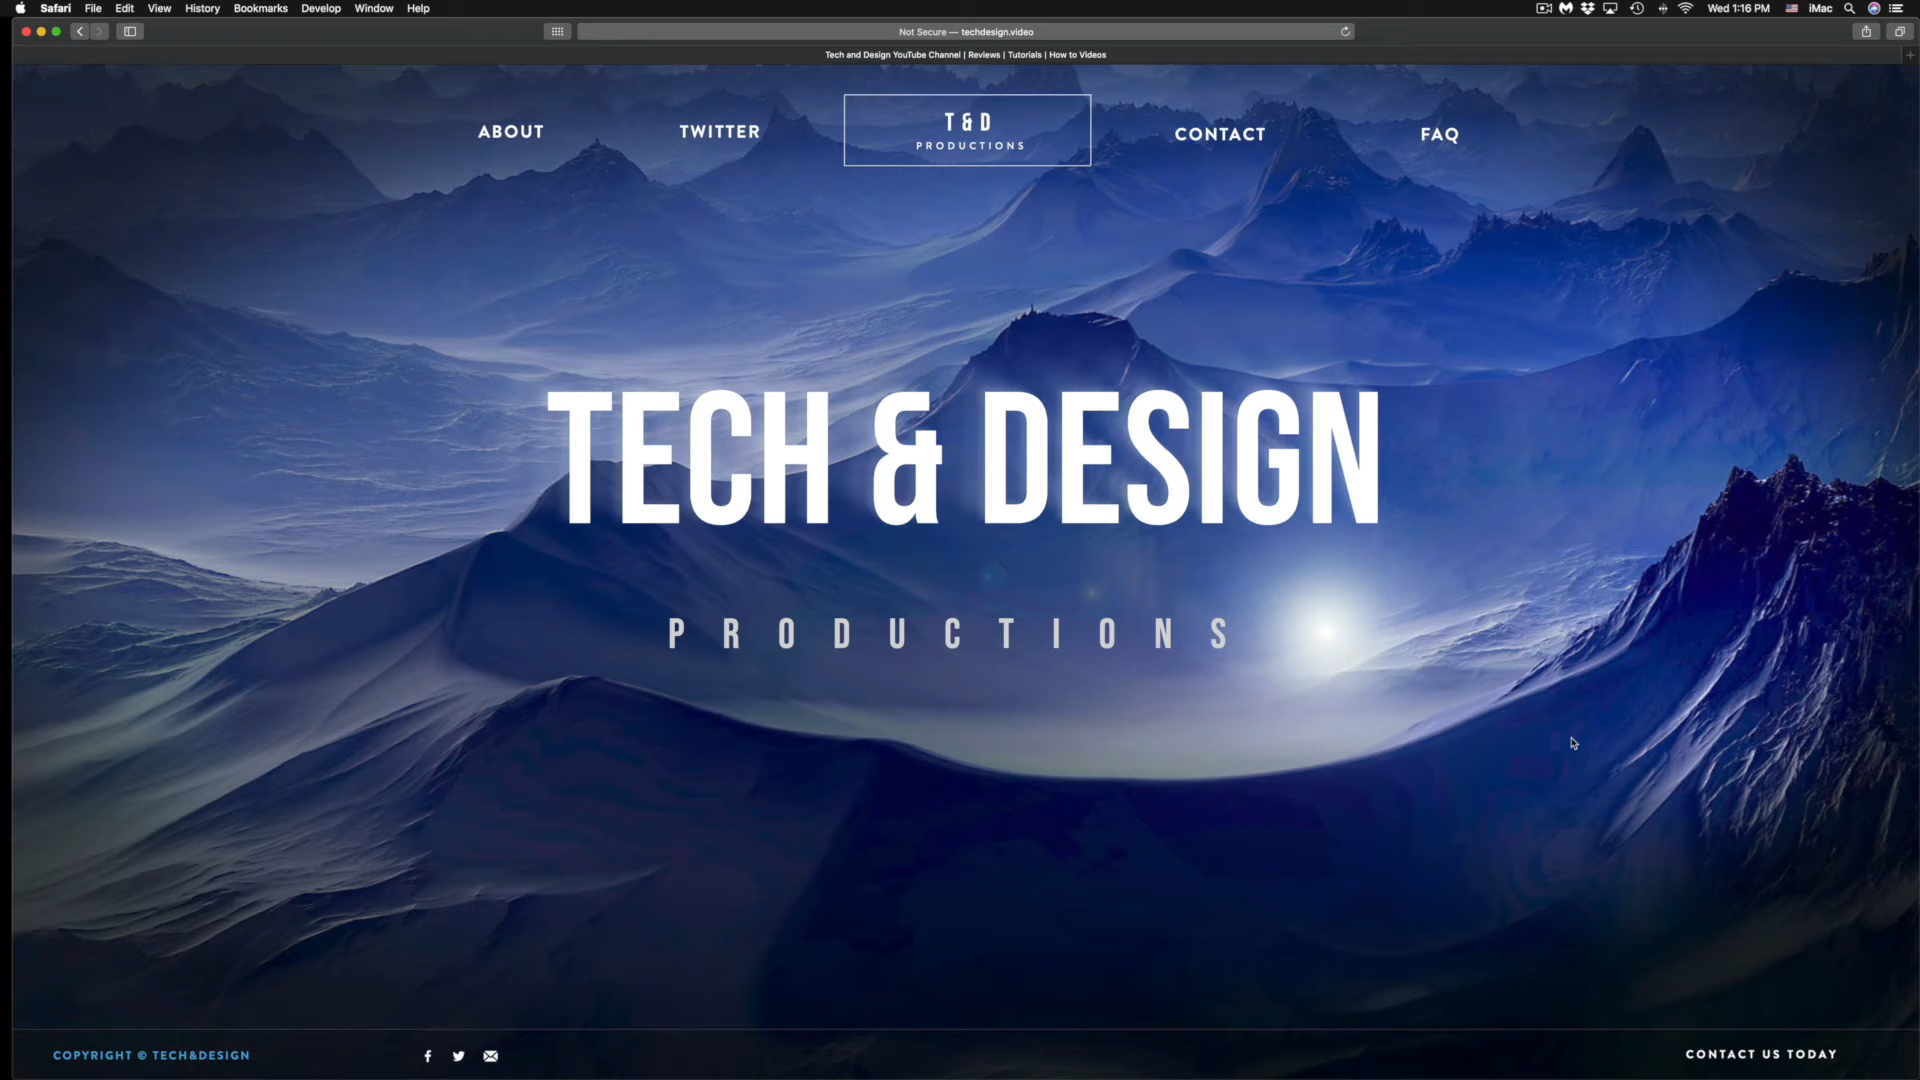 Safari File Edit View History Bookmarks Develop Window Help Wed 1:16 PM iMac
Not Secure — techdesign.video
Tech and Design YouTube Channel | Reviews | Tutorials | How to Videos
ABOUT TWITTER T&D CONTACT FAQ
PRODUCTIONS
TECH & DESIGN
PRODUCTIONS
COPYRIGHT © TECH&DESIGN CONTACT US TODAY